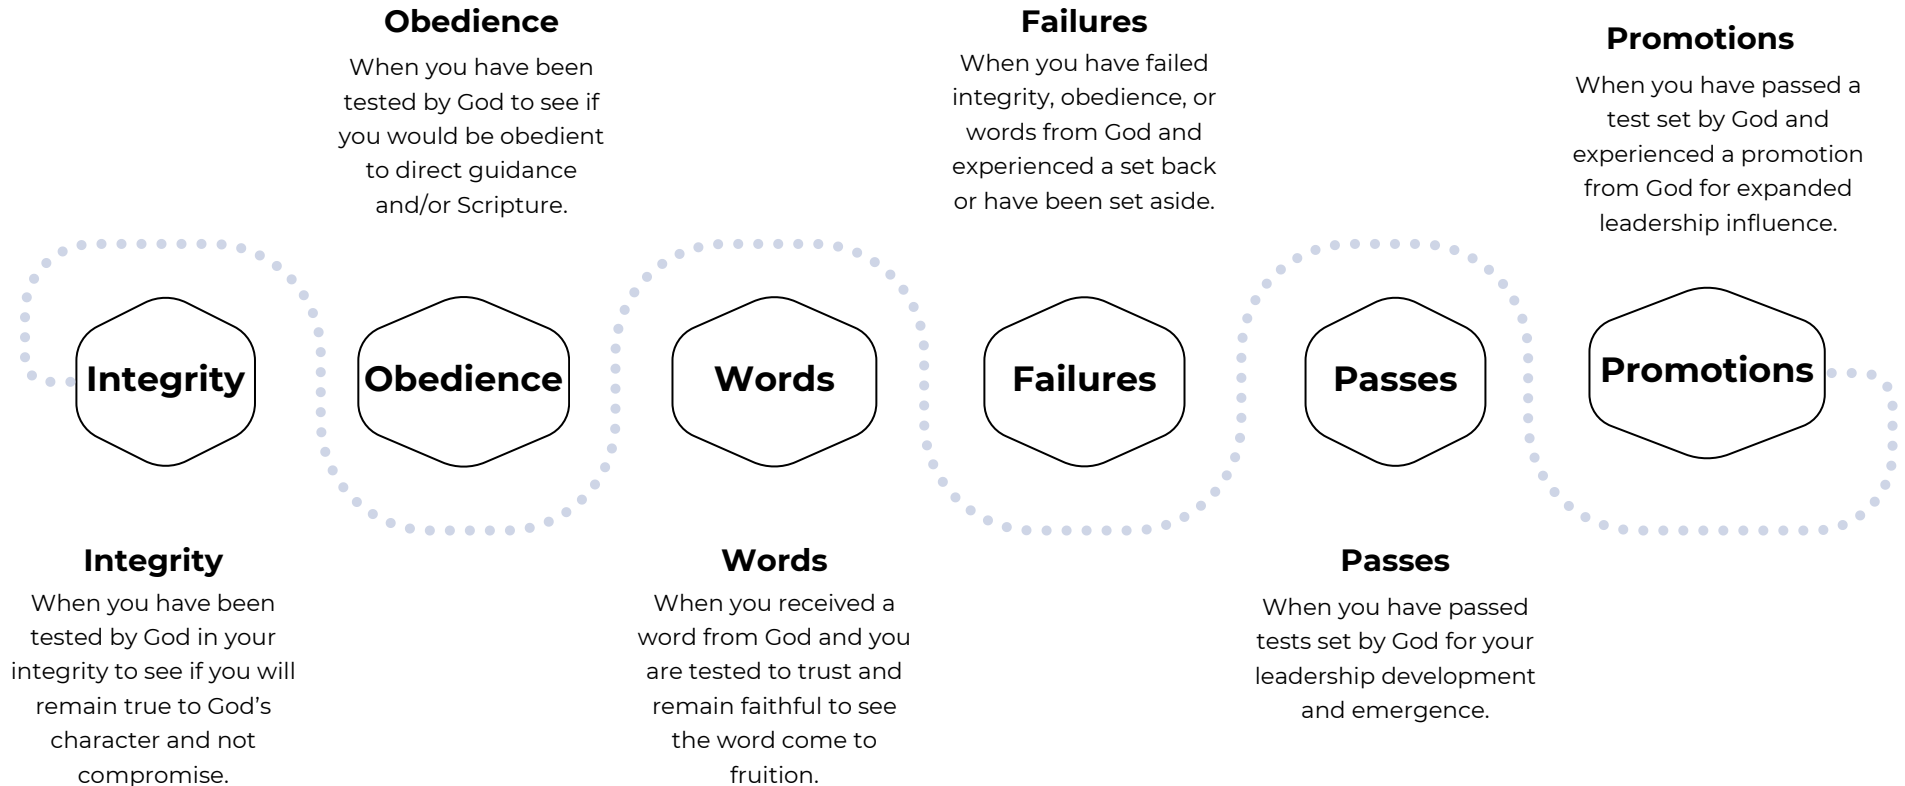 Obedience
When you have been
tested by God to see if
you would be obedient
to direct guidance
and/or Scripture.
Failures
When you have failed
integrity, obedience, or
words from God and
experienced a set back
or have been set aside.
Promotions
When you have passed a
test set by God and
experienced a promotion
from God for expanded
leadership influence.
Integrity
Obedience
Words
Failures
Passes
Promotions
Integrity
When you have been
tested by God in your
integrity to see if you will
remain true to God’s
character and not
compromise.
Words
When you received a
word from God and you
are tested to trust and
remain faithful to see
the word come to
fruition.
Passes
When you have passed
tests set by God for your
leadership development
and emergence.